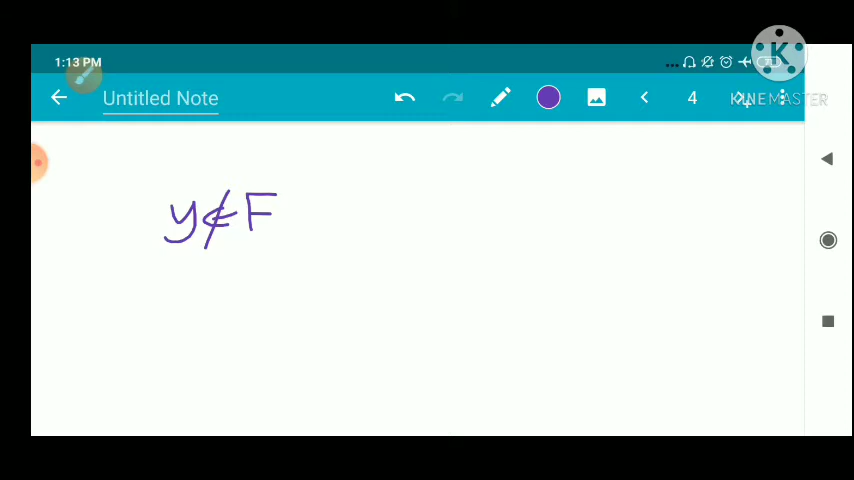 1:13 PM
Untitled Note
4
KINEMASTER
y∉F